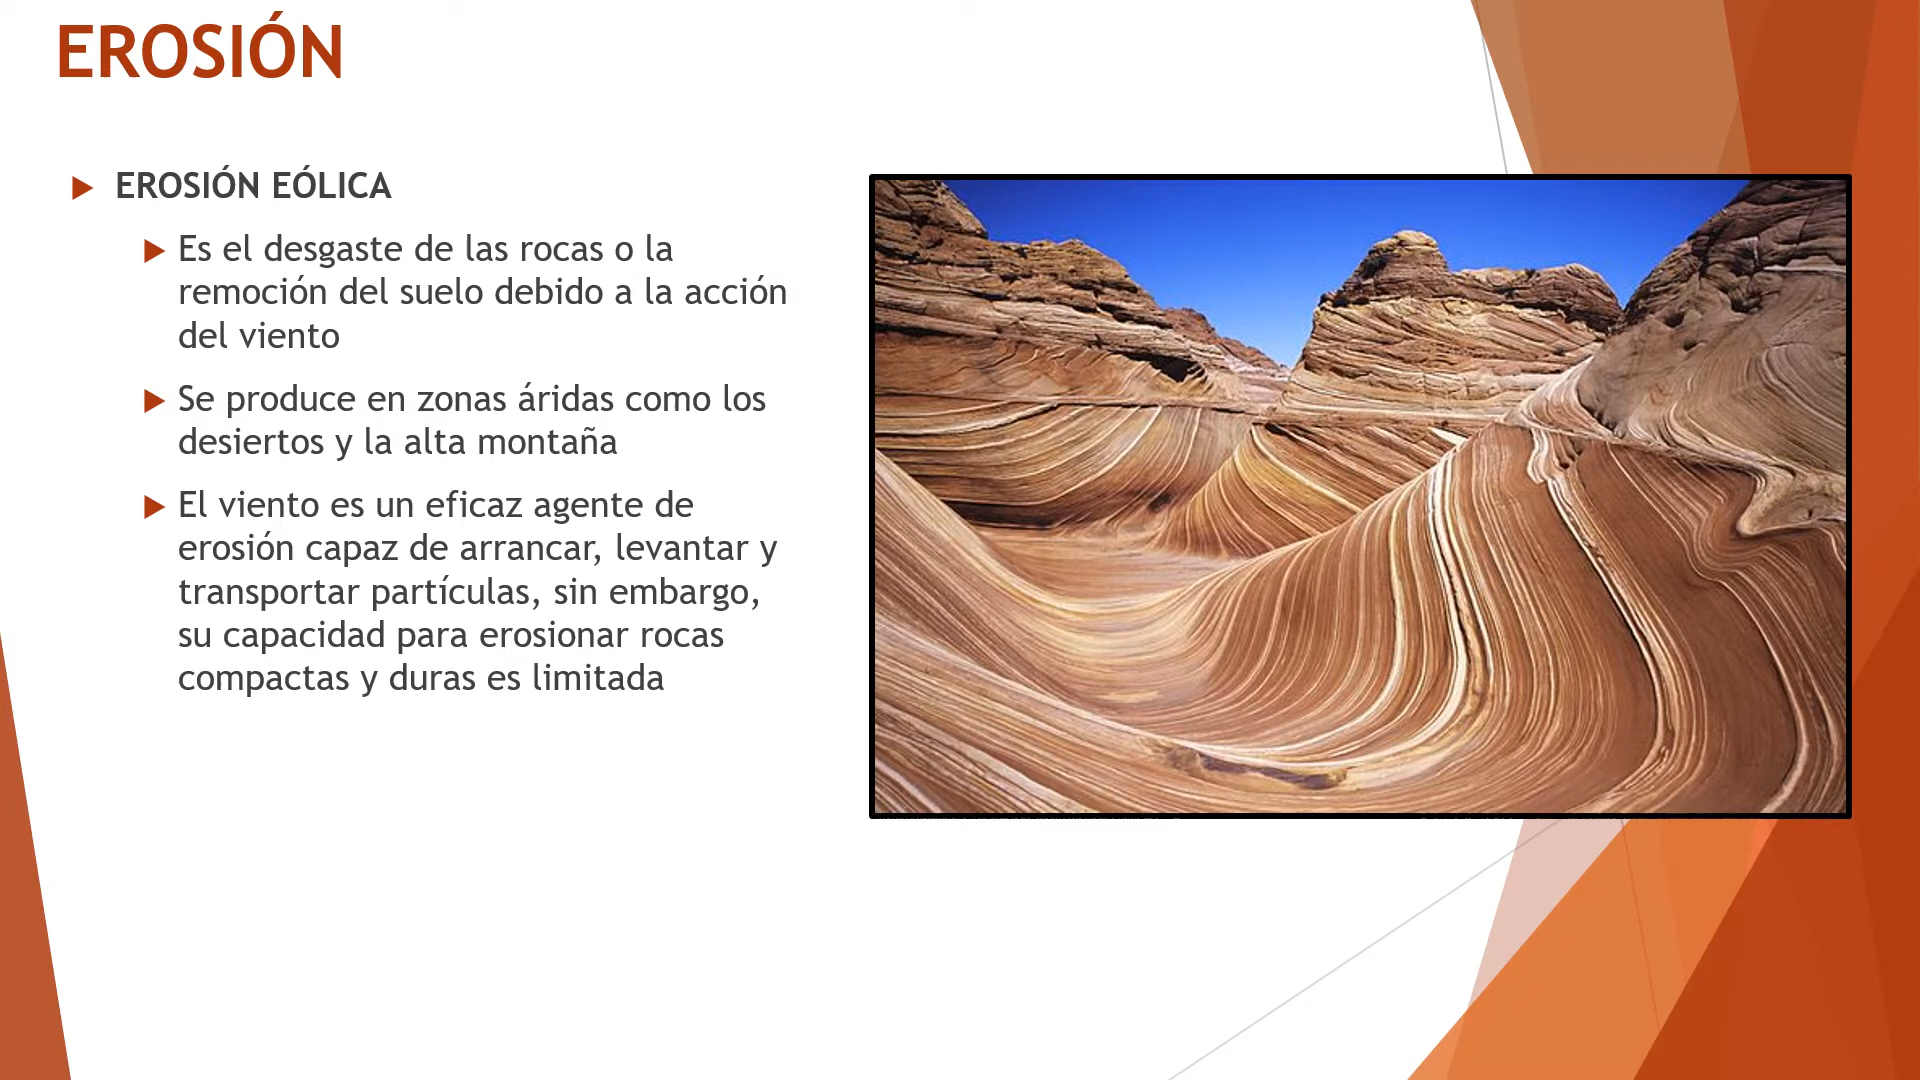 EROSIÓN
EROSIÓN EÓLICA
Es el desgaste de las rocas o la
remoción del suelo debido a la acción
del viento
Se produce en zonas áridas como los
desiertos y la alta montaña
El viento es un eficaz agente de
erosión capaz de arrancar, levantar y
transportar partículas, sin embargo,
su capacidad para erosionar rocas
compactas y duras es limitada